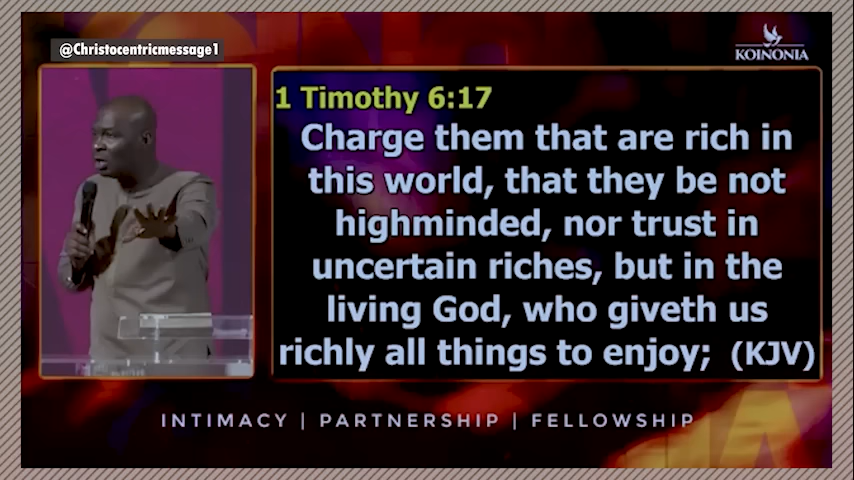 @Christocentricmessage1
KOINONIA
1 Timothy 6:17
Charge them that are rich in
this world, that they be not
highminded, nor trust in
uncertain riches, but in the
living God, who giveth us
richly all things to enjoy; (KJV)
INTIMACY | PARTNERSHIP | FELLOWSHIP